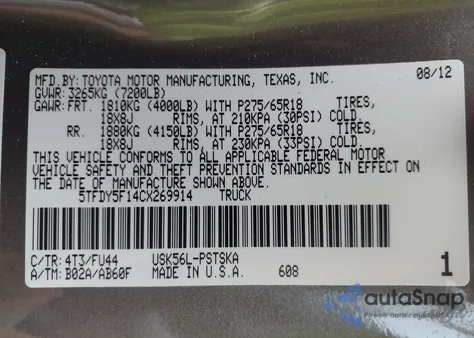 MFD.BY:TOYOTA MOTOR MANUFACTURING, TEXAS, INC. 08/12
GVWR:3265KG (7200LB)
GAWR:FRT. 1810KG (4000LB) WITH P275/65R18 TIRES,
18X8J RIMS, AT 210KPA (30PSI) COLD.
RR. 1880KG (4150LB) WITH P275/65R18 TIRES,
18X8J RIMS, AT 230KPA (33PSI) COLD.
THIS VEHICLE CONFORMS TO ALL APPLICABLE FEDERAL MOTOR
VEHICLE SAFETY AND THEFT PREVENTION STANDARDS IN EFFECT ON
THE DATE OF MANUFACTURE SHOWN ABOVE.
5TFDY5F14CX269914 TRUCK
C/TR:4T3/FU44 USK56L-PSTSKA
A/TM:B02A/AB60F MADE IN U.S.A. 608 1
autoSnap